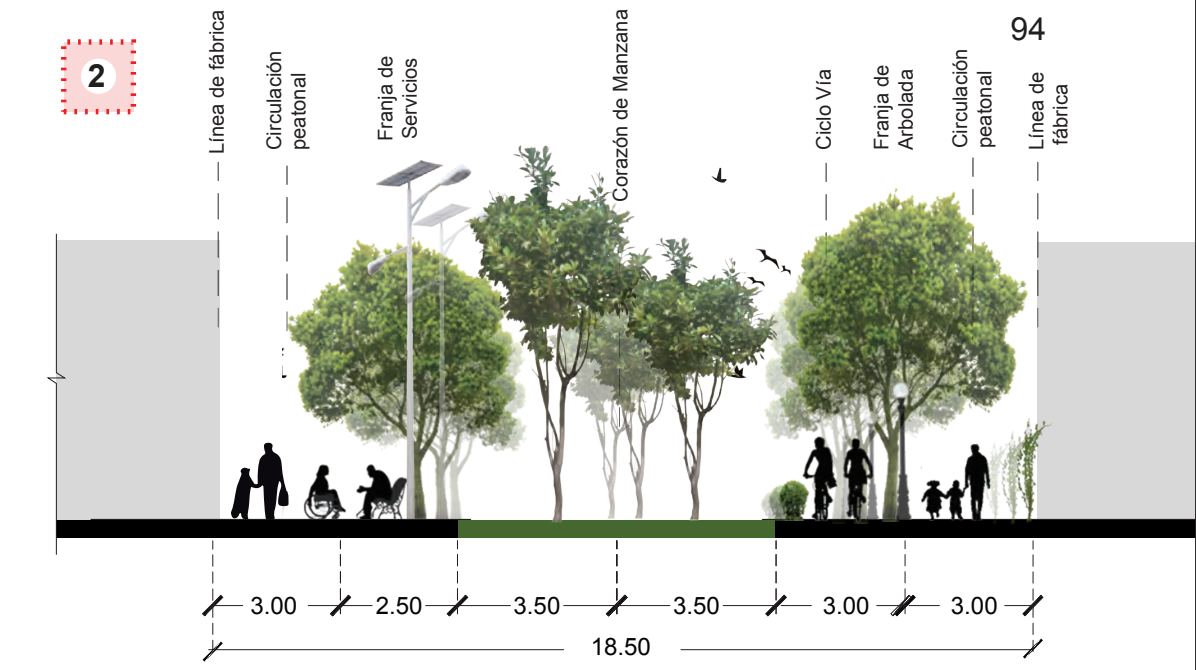 94
2
Línea de fábrica
Circulación
peatonal
Franja de
Servicios
Corazón de Manzana
Ciclo Vía
Franja de
Arbolada
Circulación
peatonal
Línea de
fábrica
3.00
2.50
3.50
3.50
3.00
3.00
18.50